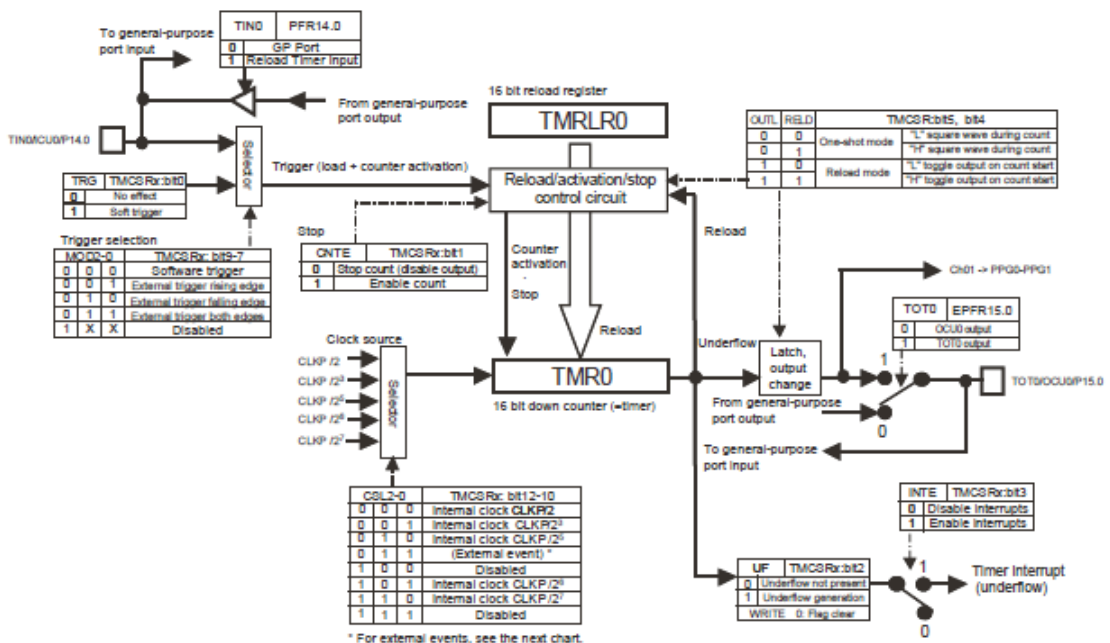 TIN0 PFR14.0
0 GP Port
1 Reload Timer Input
To general-purpose
port input
From general-purpose
port output
TIN0/ICU0/P14.0
Selector
TRG TMCSRx:bit0
0 No effect
1 Soft trigger
Trigger (load + counter activation)
Trigger selection
MOD2-0 TMCSRx: bit9-7
0 0 0 Software trigger
0 0 1 External trigger rising edge
0 1 0 External trigger falling edge
0 1 1 External trigger both edges
1 X X Disabled
16 bit reload register
TMRLR0
Reload/activation/stop
control circuit
OUTL RELD TMCSR:bit5, bit4
0 0 One-shot mode "L" square wave during count
0 1 "H" square wave during count
1 0 Reload mode "L" toggle output on count start
1 1 "H" toggle output on count start
Stop
CNTE TMCSRx:bit1
0 Stop count (disable output)
1 Enable count
Counter
activation
Stop
Reload
Reload
Ch01 -> PPG0-PPG1
TOT0 EPFR15.0
0 OCU0 output
1 TOT0 output
Clock source
CLKP /2
CLKP /2³
CLKP /2⁵
CLKP /2⁶
CLKP /2⁷
Selector
TMR0
16 bit down counter (=timer)
Underflow
Latch,
output
change
1
0
TOT0/OCU0/P15.0
From general-purpose
port output
To general-purpose
port input
CSL2-0 TMCSRx: bit12-10
0 0 0 Internal clock CLKP/2
0 0 1 Internal clock CLKP/2³
0 1 0 Internal clock CLKP/2⁵
0 1 1 (External event) *
1 0 0 Disabled
1 0 1 Internal clock CLKP/2⁶
1 1 0 Internal clock CLKP/2⁷
1 1 1 Disabled
* For external events, see the next chart.
INTE TMCSRx:bit3
0 Disable Interrupts
1 Enable Interrupts
UF TMCSRx:bit2
0 Underflow not present
1 Underflow generation
WRITE 0: Flag clear
1
0
Timer Interrupt
(underflow)